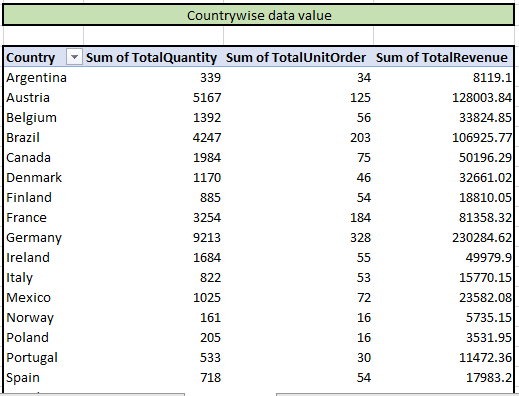 Countrywise data value
Country Sum of TotalQuantity Sum of TotalUnitOrder Sum of TotalRevenue
Argentina 339 34 8119.1
Austria 5167 125 128003.84
Belgium 1392 56 33824.85
Brazil 4247 203 106925.77
Canada 1984 75 50196.29
Denmark 1170 46 32661.02
Finland 885 54 18810.05
France 3254 184 81358.32
Germany 9213 328 230284.62
Ireland 1684 55 49979.9
Italy 822 53 15770.15
Mexico 1025 72 23582.08
Norway 161 16 5735.15
Poland 205 16 3531.95
Portugal 533 30 11472.36
Spain 718 54 17983.2